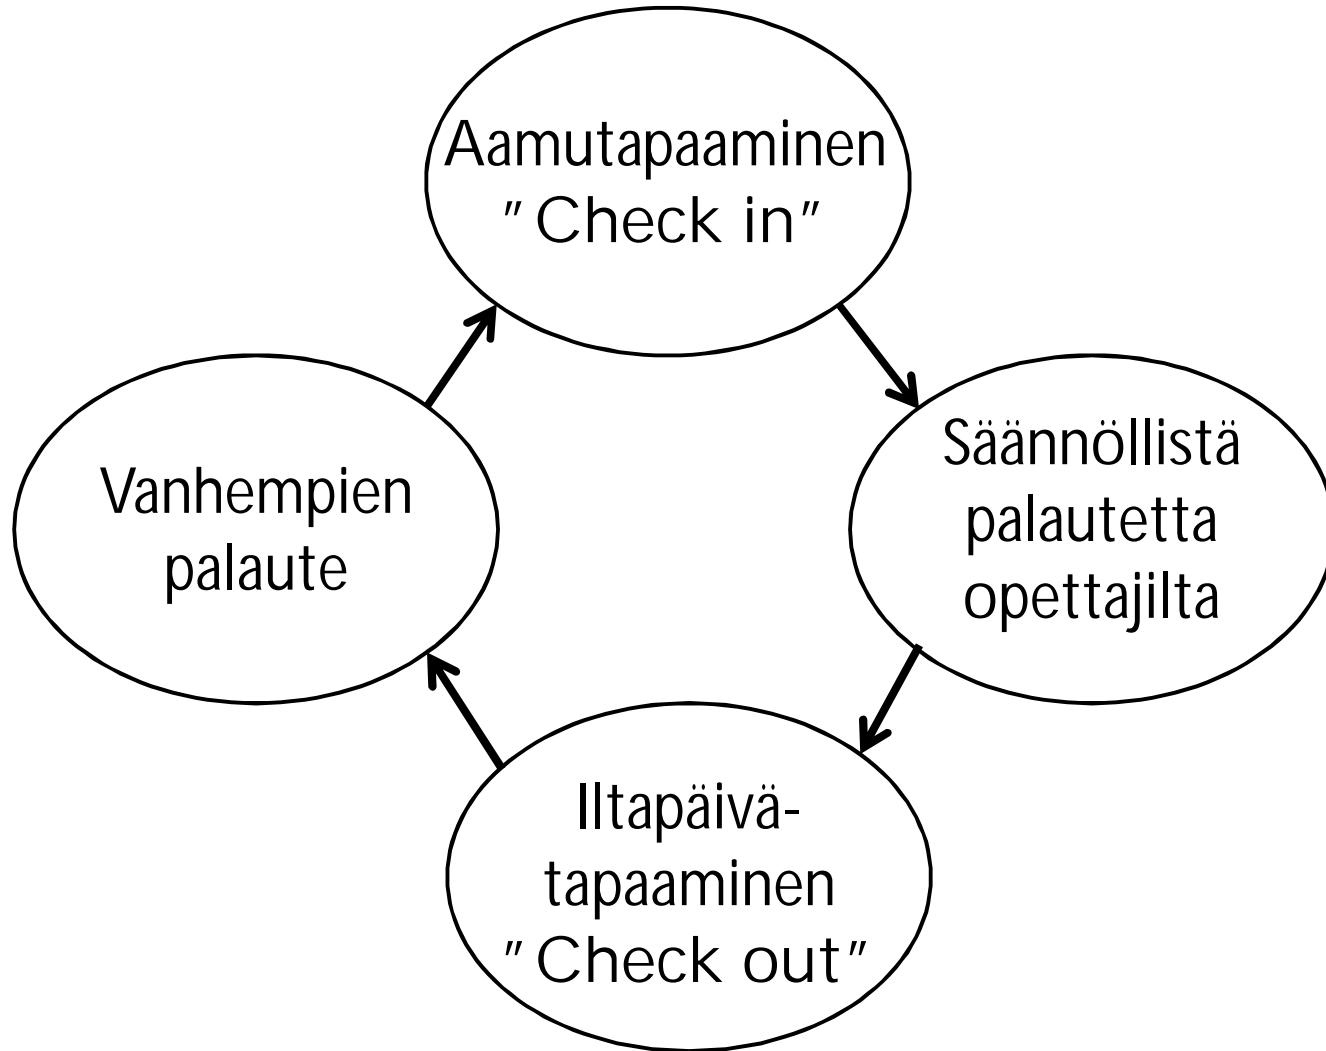 Aamutapaaminen
"Check in"
Säännöllistä
palautetta
opettajilta
Iltapäivä-
tapaaminen
"Check out"
Vanhempien
palaute